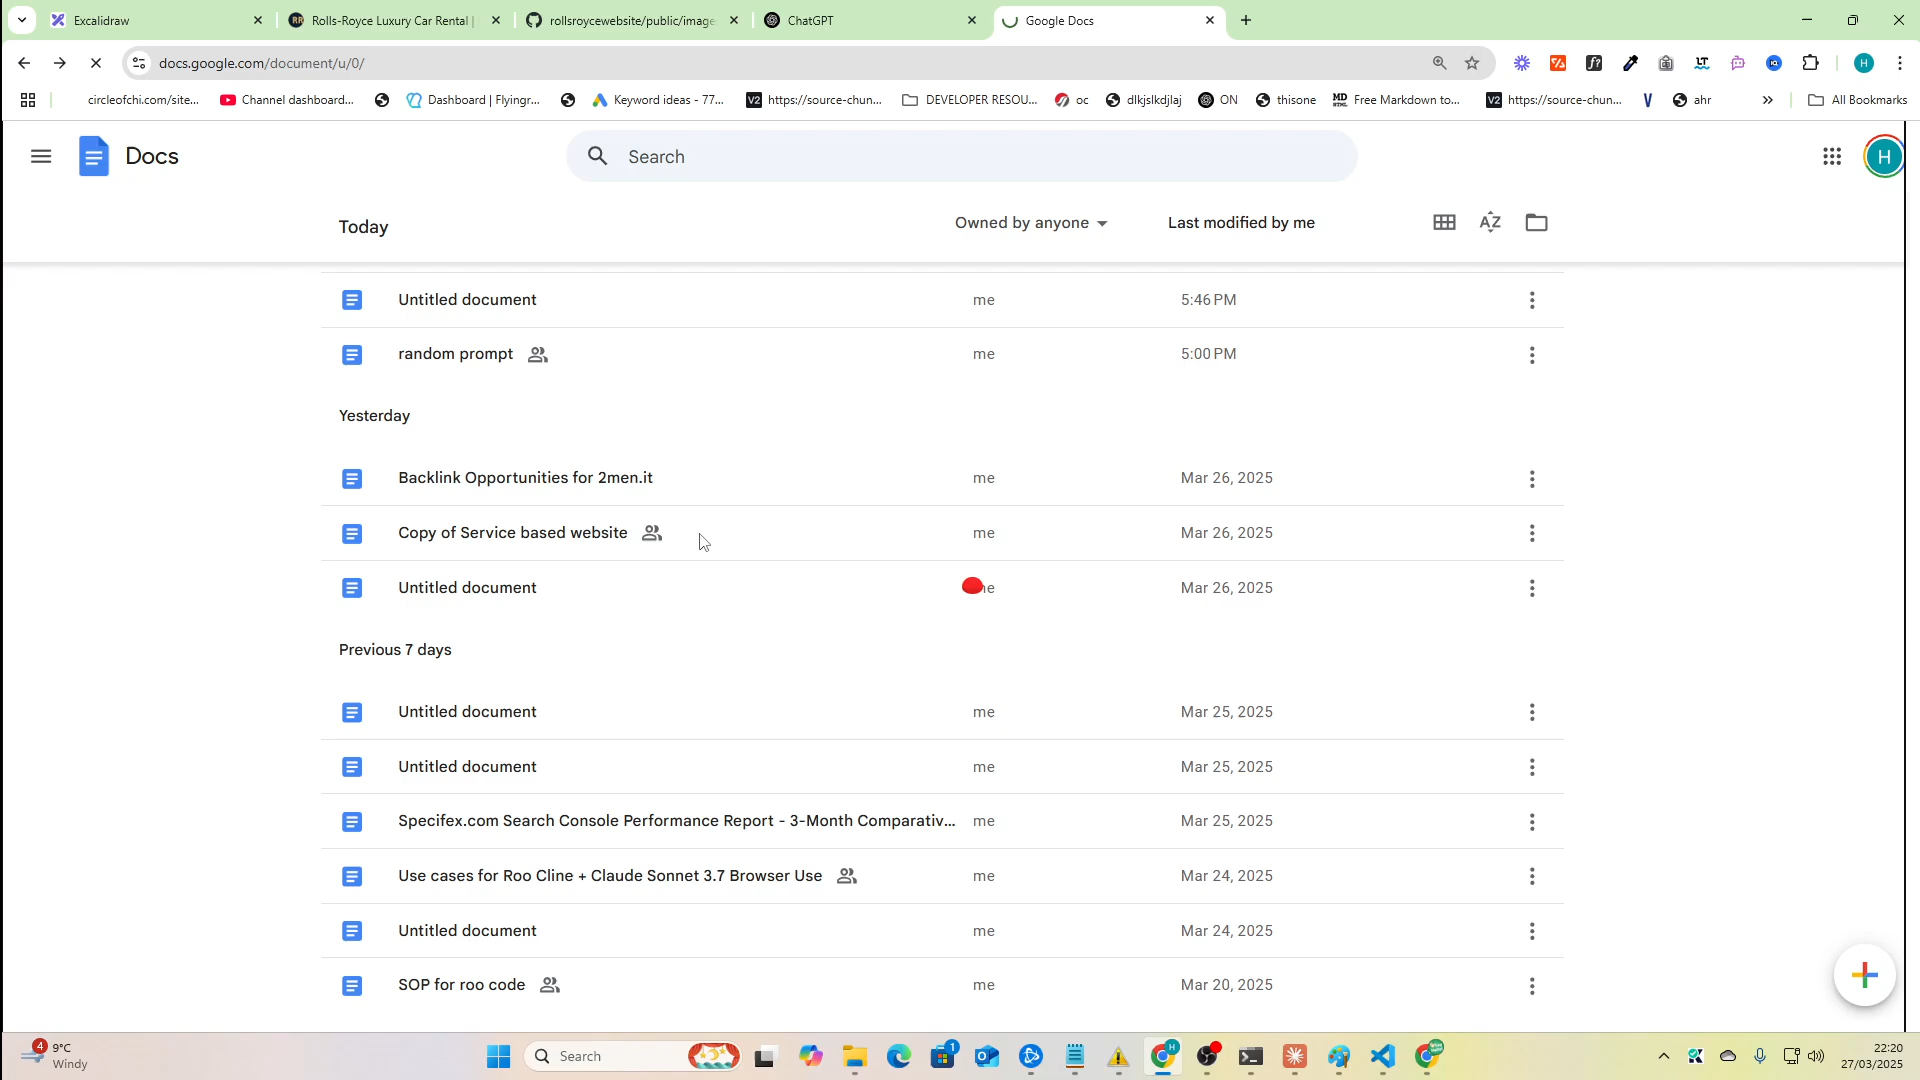 Excalidraw
Rolls-Royce Luxury Car Rental |
rollsroycewebsite/public/image
ChatGPT
Google Docs
docs.google.com/document/u/0/
circleofchi.com/site...
Channel dashboard...
Dashboard | Flyingr...
Keyword ideas - 77...
https://source-chun...
DEVELOPER RESOU...
oc
dlkjslkdjlaj
ON
thisone
Free Markdown to...
https://source-chun...
ahr
All Bookmarks
Docs
Search
H
Today
Owned by anyone
Last modified by me
Untitled document me 5:46 PM
random prompt me 5:00 PM
Yesterday
Backlink Opportunities for 2men.it me Mar 26, 2025
Copy of Service based website me Mar 26, 2025
Untitled document Mar 26, 2025
Previous 7 days
Untitled document me Mar 25, 2025
Untitled document me Mar 25, 2025
Specifex.com Search Console Performance Report - 3-Month Comparativ... me Mar 25, 2025
Use cases for Roo Cline + Claude Sonnet 3.7 Browser Use me Mar 24, 2025
Untitled document me Mar 24, 2025
SOP for roo code me Mar 20, 2025
4
9°C
Windy
Search
22:20
27/03/2025